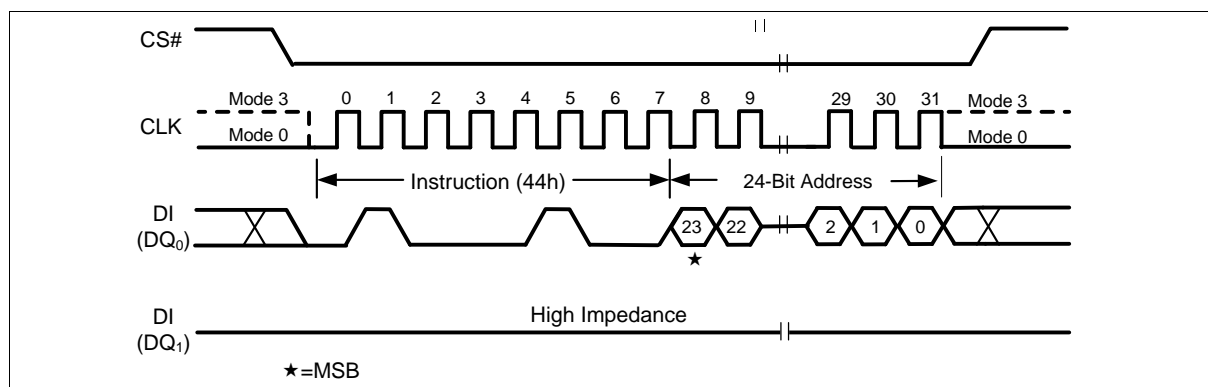 CS#
Mode 3 0 1 2 3 4 5 6 7 8 9 29 30 31 Mode 3
CLK
Mode 0 Mode 0
Instruction (44h) 24-Bit Address
DI
(DQ0) 23 22 2 1 0
★
High Impedance
DI
(DQ1)
★=MSB